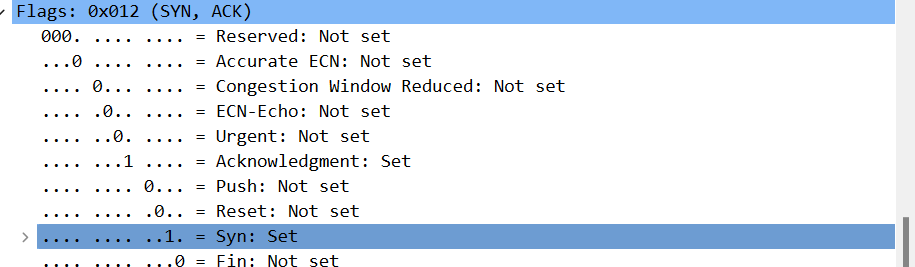 Flags: 0x012 (SYN, ACK)
000. .... .... = Reserved: Not set
...0 .... .... = Accurate ECN: Not set
.... 0... .... = Congestion Window Reduced: Not set
.... .0.. .... = ECN-Echo: Not set
.... ..0. .... = Urgent: Not set
.... ...1 .... = Acknowledgment: Set
.... .... 0... = Push: Not set
.... .... .0.. = Reset: Not set
.... .... ..1. = Syn: Set
.... .... ...0 = Fin: Not set